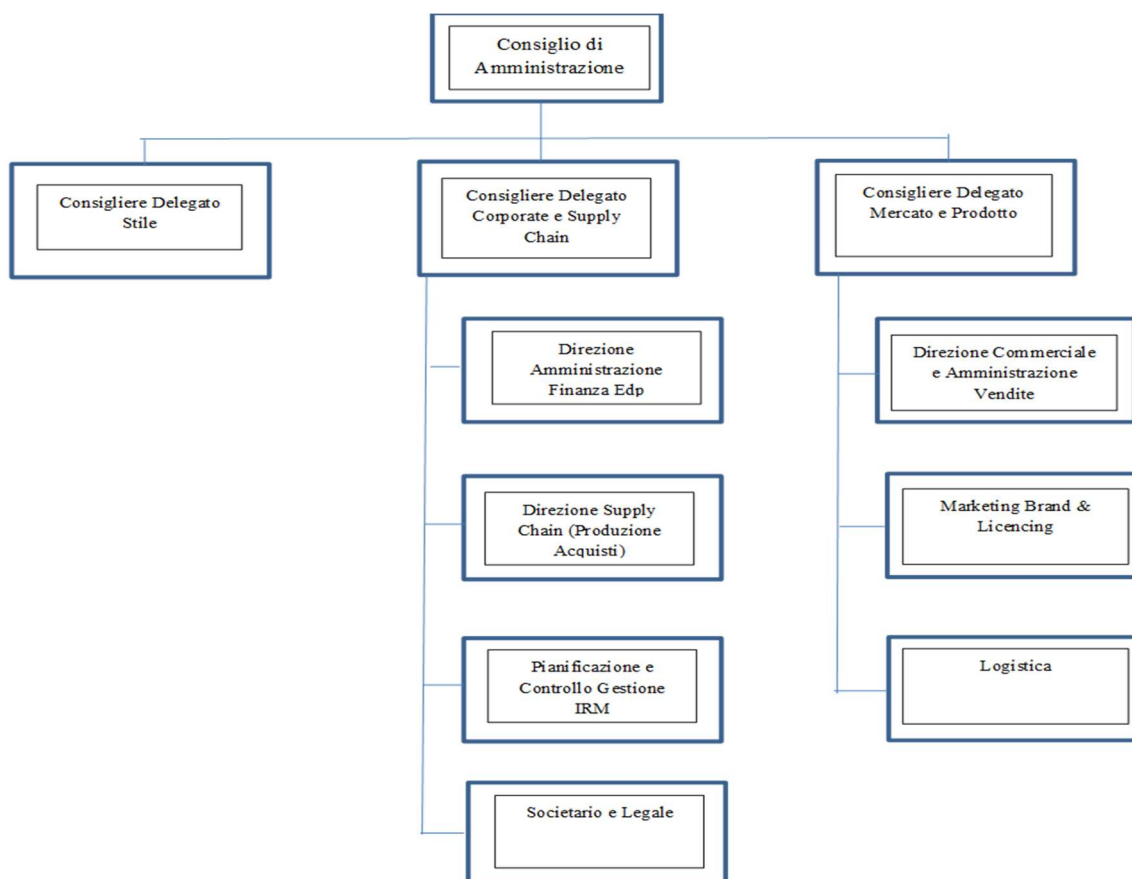 Consiglio di
Amministrazione
Consigliere Delegato
Stile
Consigliere Delegato
Corporate e Supply
Chain
Consigliere Delegato
Mercato e Prodotto
Direzione
Amministrazione
Finanza Edp
Direzione Commerciale
e Amministrazione
Vendite
Direzione Supply
Chain (Produzione
Acquisti)
Marketing Brand &
Licencing
Pianificazione e
Controllo Gestione
IRM
Logistica
Societario e Legale